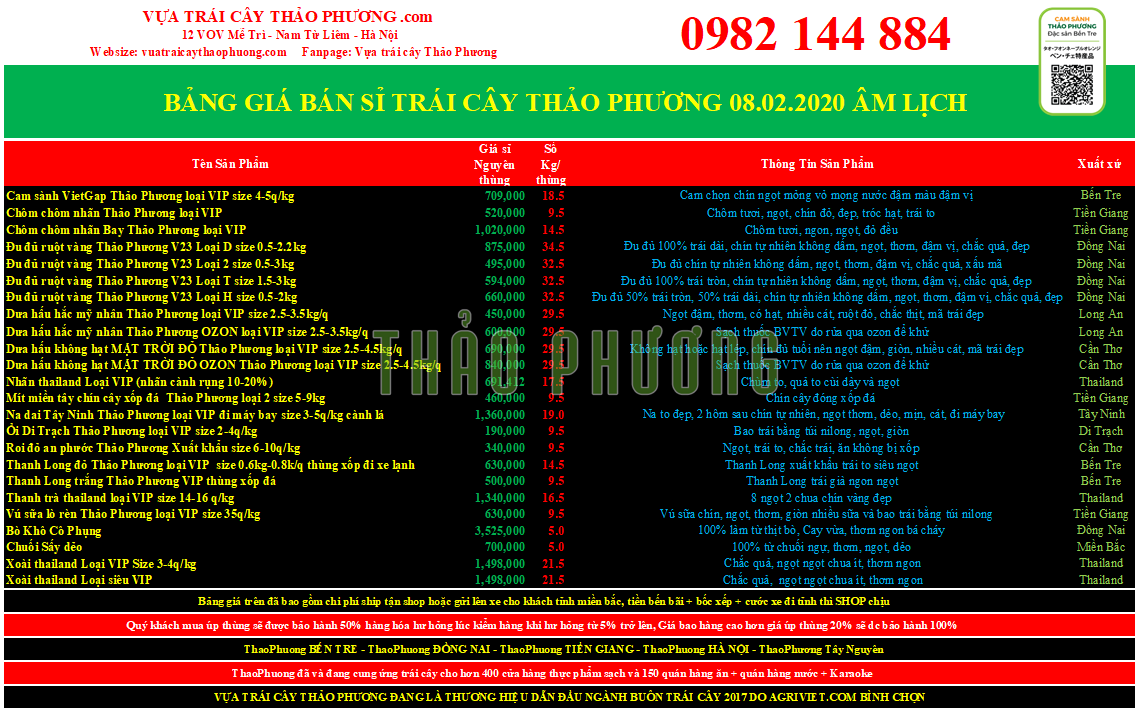 VỰA TRÁI CÂY THẢO PHƯƠNG .com
12 VOV Mễ Trì - Nam Từ Liêm - Hà Nội
Website: vuatraicaythaophuong.com Fanpage: Vựa trái cây Thảo Phương
0982 144 884
CAM SÀNH
THẢO PHƯƠNG
Đặc sản Bến Tre
タオ・フオンネーブルオレンジ
ベン・チェ特産品
BẢNG GIÁ BÁN SỈ TRÁI CÂY THẢO PHƯƠNG 08.02.2020 ÂM LỊCH
Tên Sản Phẩm Giá sỉ Nguyên thùng Số Kg/ thùng Thông Tin Sản Phẩm Xuất xứ
Cam sành VietGap Thảo Phương loại VIP size 4-5q/kg 709,000 18.5 Cam chọn chín ngọt mỏng vỏ mọng nước đậm màu đậm vị Bến Tre
Chôm chôm nhãn Thảo Phương loại VIP 520,000 9.5 Chôm tươi, ngọt, chín đỏ, đẹp, tróc hạt, trái to Tiền Giang
Chôm chôm nhãn Bay Thảo Phương loại VIP 1,020,000 14.5 Chôm tươi, ngon, ngọt, đỏ đều Tiền Giang
Đu đủ ruột vàng Thảo Phương V23 Loại D size 0.5-2.2kg 875,000 34.5 Đu đủ 100% trái dài, chín tự nhiên không dấm, ngọt, thơm, đậm vị, chắc quả, đẹp Đồng Nai
Đu đủ ruột vàng Thảo Phương V23 Loại 2 size 0.5-3kg 495,000 32.5 Đu đủ chín tự nhiên không dấm, ngọt, thơm, đậm vị, chắc quả, xấu mã Đồng Nai
Đu đủ ruột vàng Thảo Phương V23 Loại T size 1.5-3kg 594,000 32.5 Đu đủ 100% trái tròn, chín tự nhiên không dấm, ngọt, thơm, đậm vị, chắc quả, đẹp Đồng Nai
Đu đủ ruột vàng Thảo Phương V23 Loại H size 0.5-2kg 660,000 32.5 Đu đủ 50% trái tròn, 50% trái dài, chín tự nhiên không dấm, ngọt, thơm, đậm vị, chắc quả, đẹp Đồng Nai
Dưa hấu hắc mỹ nhân Thảo Phương loại VIP size 2.5-3.5kg/q 450,000 29.5 Ngọt đậm, thơm, có hạt, nhiều cát, ruột đỏ, chắc thịt, mã trái đẹp Long An
Dưa hấu hắc mỹ nhân Thảo Phương OZON loại VIP size 2.5-3.5kg/q 600,000 29.5 Sạch thuốc BVTV do rửa qua ozon để khử Long An
Dưa hấu không hạt MẶT TRỜI ĐỎ Thảo Phương loại VIP size 2.5-4.5kg/q 690,000 29.5 Không hạt hoặc hạt lép, chín đủ tuổi nên ngọt đậm, giòn, nhiều cát, mã trái đẹp Cần Thơ
Dưa hấu không hạt MẶT TRỜI ĐỎ OZON Thảo Phương loại VIP size 2.5-4.5kg/q 840,000 29.5 Sạch thuốc BVTV do rửa qua ozon để khử Cần Thơ
Nhãn thailand Loại VIP (nhãn cành rụng 10-20%) 691,412 17.5 Chùm to, quả to cùi dày và ngọt Thailand
Mít miền tây chín cây xốp đá Thảo Phương loại 2 size 5-9kg 460,000 9.5 Chín cây đóng xốp đá Tiền Giang
Na dai Tây Ninh Thảo Phương loại VIP đi máy bay size 3-5q/kg cành lá 1,360,000 19.0 Na to đẹp, 2 hôm sau chín tự nhiên, ngọt thơm, dẻo, mịn, cát, đi máy bay Tây Ninh
Ổi Di Trạch Thảo Phương loại VIP size 2-4q/kg 190,000 9.5 Bao trái bằng túi nilong, ngọt, giòn Di Trạch
Roi đỏ an phước Thảo Phương Xuất khẩu size 6-10q/kg 340,000 9.5 Ngọt, trái to, chắc trái, ăn không bị xốp Cần Thơ
Thanh Long đỏ Thảo Phương loại VIP size 0.6kg-0.8k/q thùng xốp đi xe lạnh 630,000 14.5 Thanh Long xuất khẩu trái to siêu ngọt Bến Tre
Thanh Long trắng Thảo Phương VIP thùng xốp đá 500,000 9.5 Thanh Long trái già ngon ngọt Bến Tre
Thanh trà thailand loại VIP size 14-16 q/kg 1,340,000 16.5 8 ngọt 2 chua chín vàng đẹp Thailand
Vú sữa lò rèn Thảo Phương loại VIP size 35q/kg 630,000 9.5 Vú sữa chín, ngọt, thơm, giòn nhiều sữa và bao trái bằng túi nilong Tiền Giang
Bò Khô Cô Phụng 3,525,000 5.0 100% làm từ thịt bò, Cay vừa, thơm ngon bá cháy Đồng Nai
Chuối Sấy dẻo 700,000 5.0 100% từ chuối ngự, thơm, ngọt, dẻo Miền Bắc
Xoài thailand Loại VIP Size 3-4q/kg 1,498,000 21.5 Chắc quả, ngọt ngọt chua ít, thơm ngon Thailand
Xoài thailand Loại siêu VIP 1,498,000 21.5 Chắc quả, ngọt ngọt chua ít, thơm ngon Thailand
THẢO PHƯƠNG
Bảng giá trên đã bao gồm chi phí ship tận shop hoặc gửi lên xe cho khách tỉnh miền bắc, tiền bến bãi + bốc xếp + cước xe đi tỉnh thì SHOP chịu
Quý khách mua úp thùng sẽ được bảo hành 50% hàng hóa hư hỏng lúc kiểm hàng khi hư hỏng từ 5% trở lên, Giá bao hàng cao hơn giá úp thùng 20% sẽ dc bảo hành 100%
ThaoPhuong BẾN TRE - ThaoPhuong ĐỒNG NAI - ThaoPhuong TIỀN GIANG - ThaoPhuong HÀ NỘI - ThaoPhương Tây Nguyên
ThaoPhuong đã và đang cung ứng trái cây cho hơn 400 cửa hàng thực phẩm sạch và 150 quán hàng ăn + quán hàng nước + Karaoke
VỰA TRÁI CÂY THẢO PHƯƠNG ĐANG LÀ THƯƠNG HIỆU DẪN ĐẦU NGÀNH BUÔN TRÁI CÂY 2017 DO AGRIVIET.COM BÌNH CHỌN